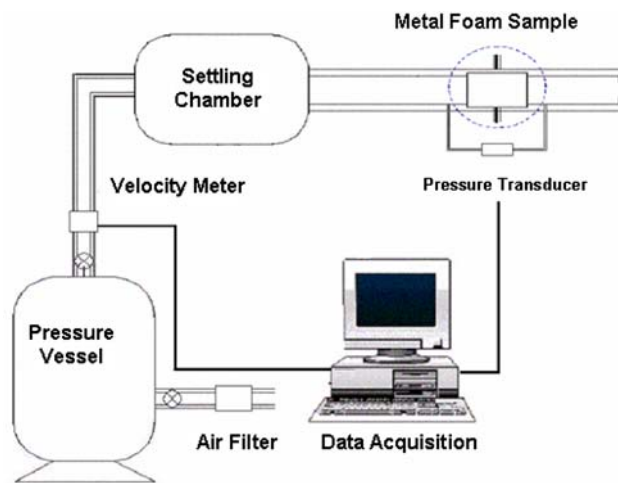 Metal Foam Sample
Settling
Chamber
Velocity Meter
Pressure Transducer
Pressure
Vessel
Air Filter
Data Acquisition